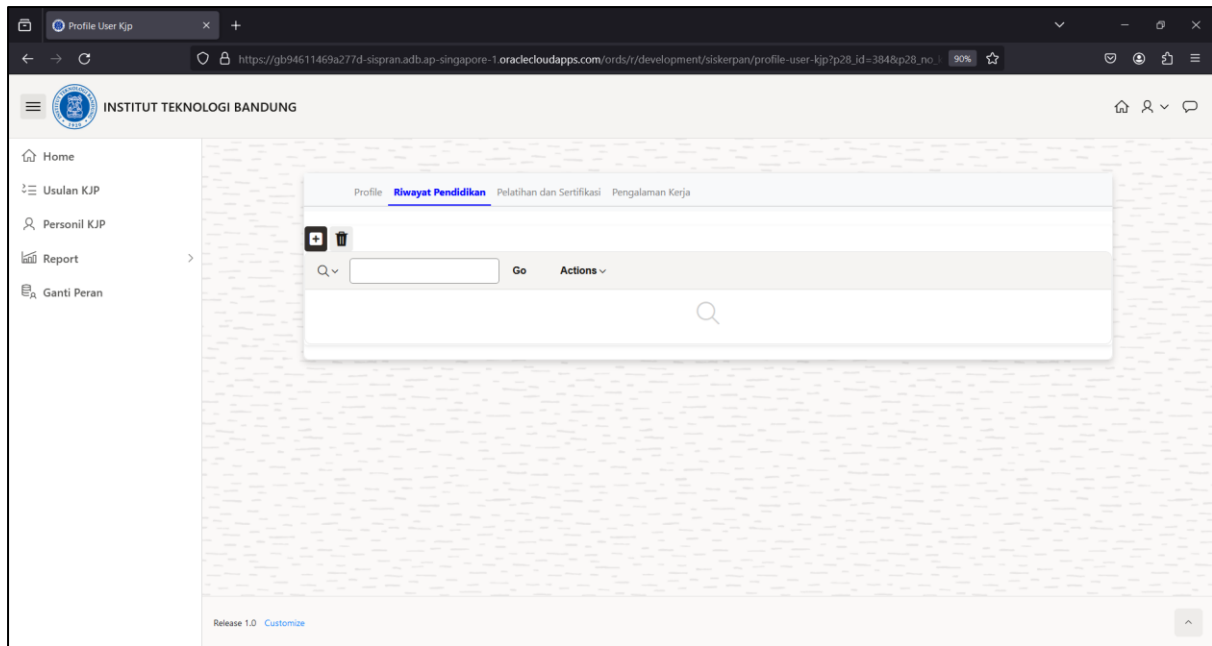 Profile User Kjp
https://gb94611469a277d-sispran.adb.ap-singapore-1.oraclecloudapps.com/ords/r/development/siskerpan/profile-user-kjp?p28_id=384&p28_no_
90%
INSTITUT TEKNOLOGI BANDUNG
Home
Usulan KJP
Personil KJP
Report
Ganti Peran
Profile Riwayat Pendidikan Pelatihan dan Sertifikasi Pengalaman Kerja
Go Actions
Release 1.0 Customize